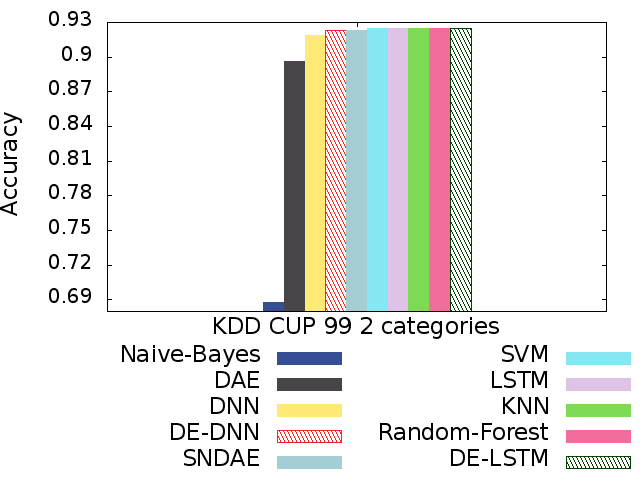 0.93
0.9
0.87
0.84
0.81
0.78
0.75
0.72
0.69
Accuracy
KDD CUP 99 2 categories
Naive-Bayes
DAE
DNN
DE-DNN
SNDAE
SVM
LSTM
KNN
Random-Forest
DE-LSTM